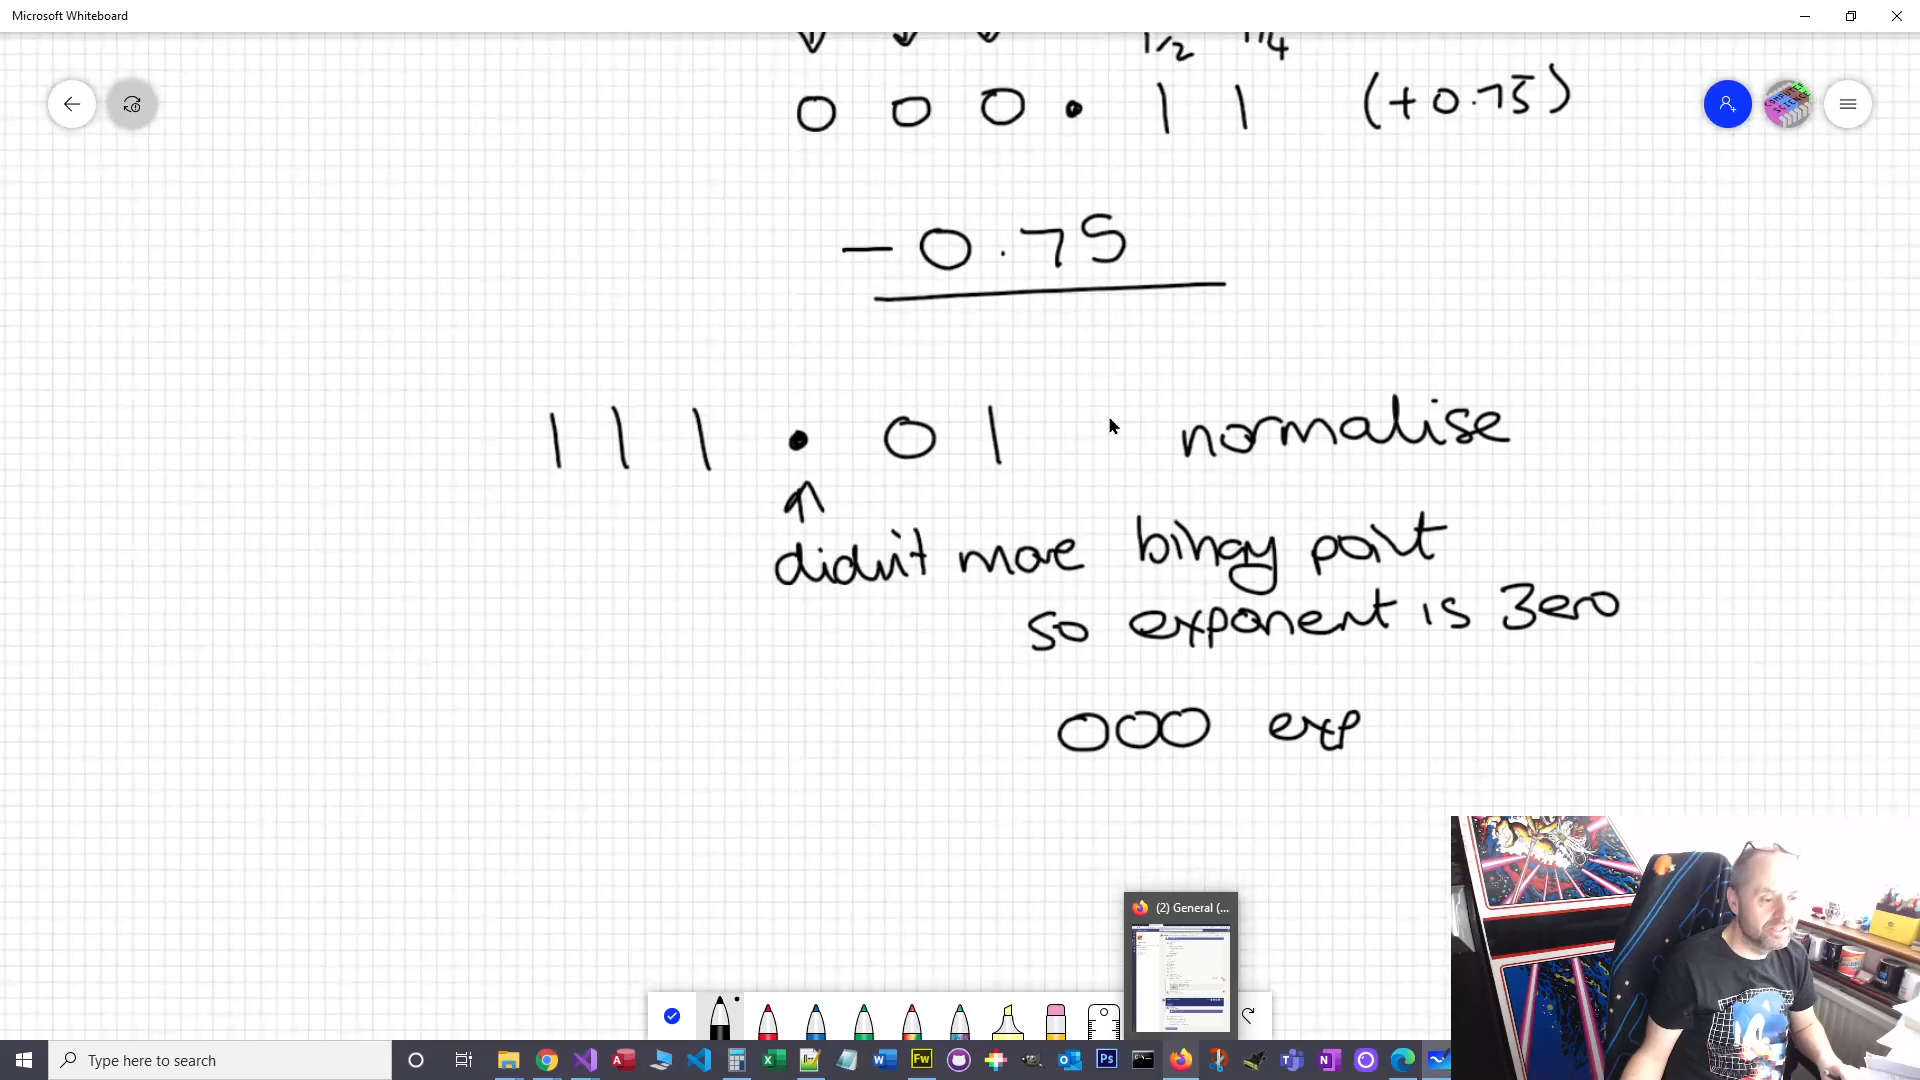 Microsoft Whiteboard
1/2 1/4
0 0 0 . 1 1 (+0.75)
-0.75
1 1 1 . 0 1 normalise
didn't move binary point
so exponent is zero
000 exp
(2) General (...
Type here to search